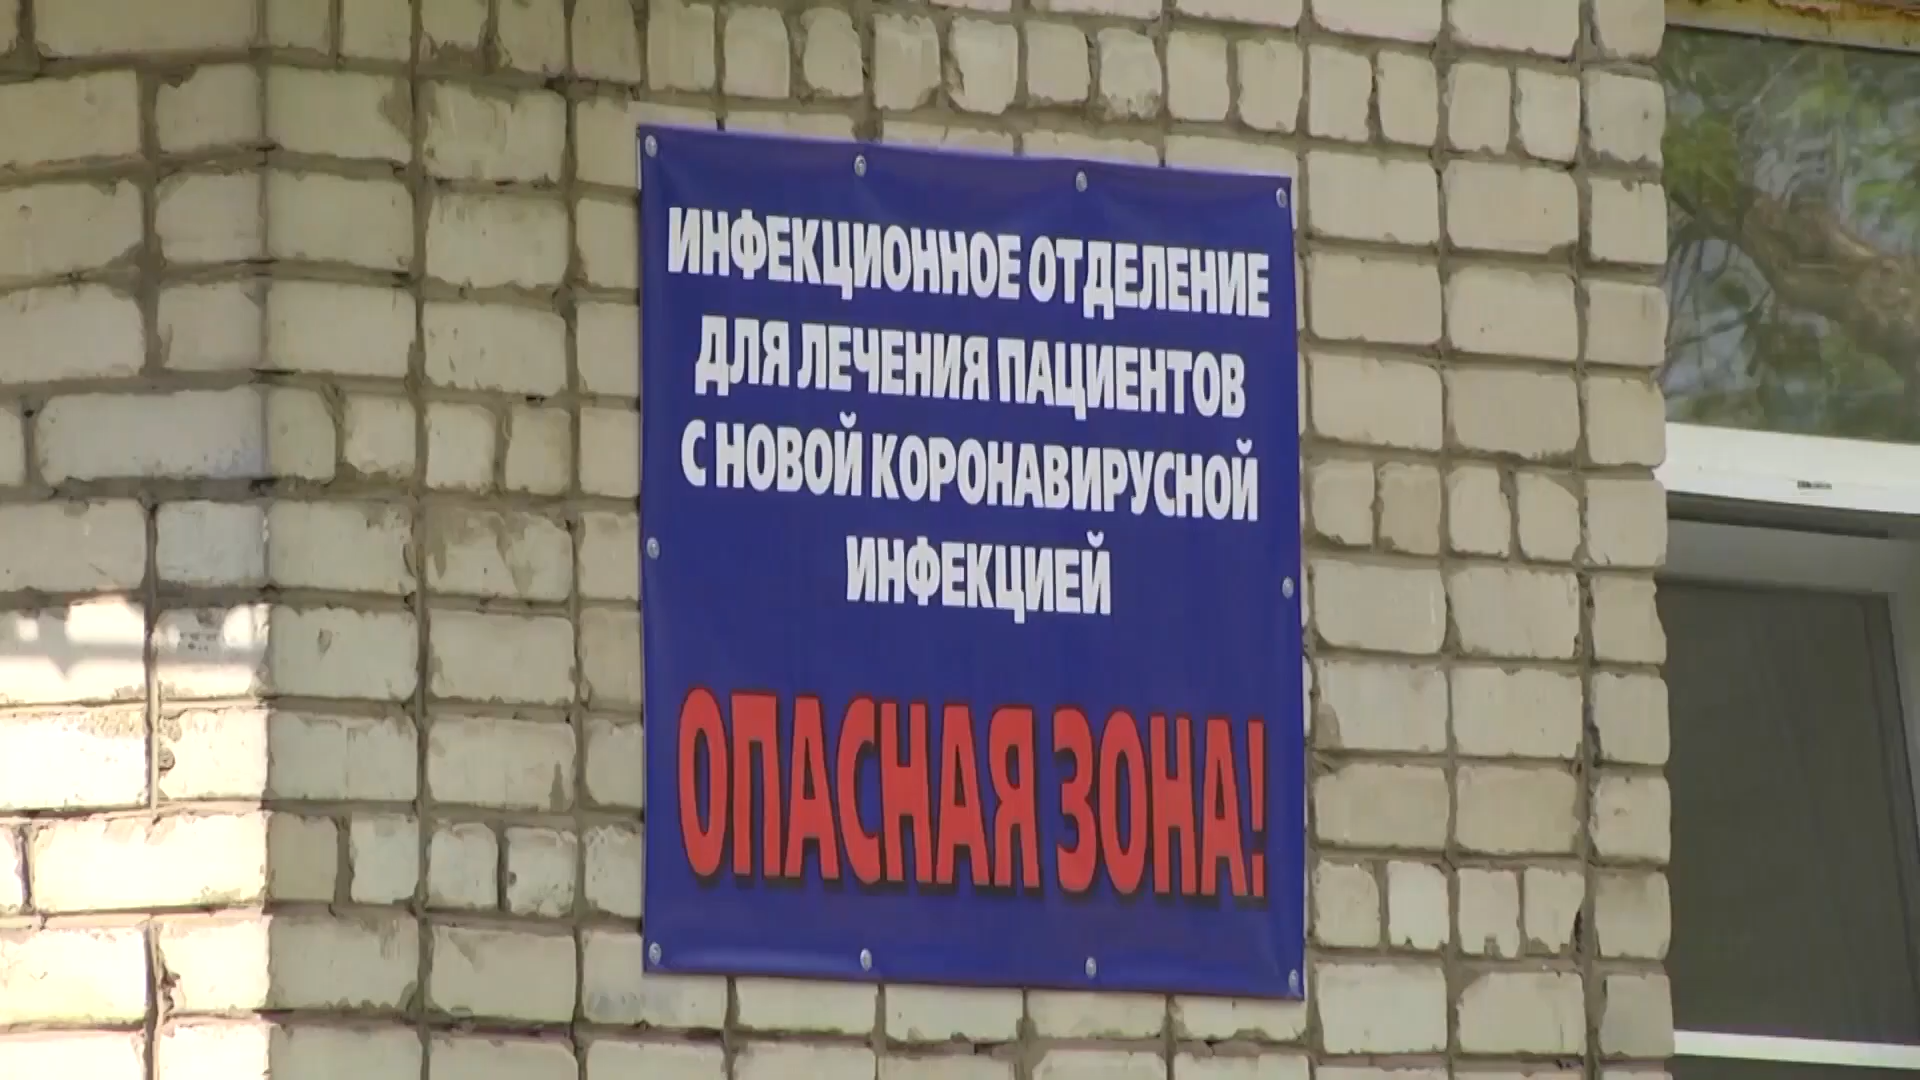 ИНФЕКЦИОННОЕ ОТДЕЛЕНИЕ
ДЛЯ ЛЕЧЕНИЯ ПАЦИЕНТОВ
С НОВОЙ КОРОНАВИРУСНОЙ
ИНФЕКЦИЕЙ
ОПАСНАЯ ЗОНА!